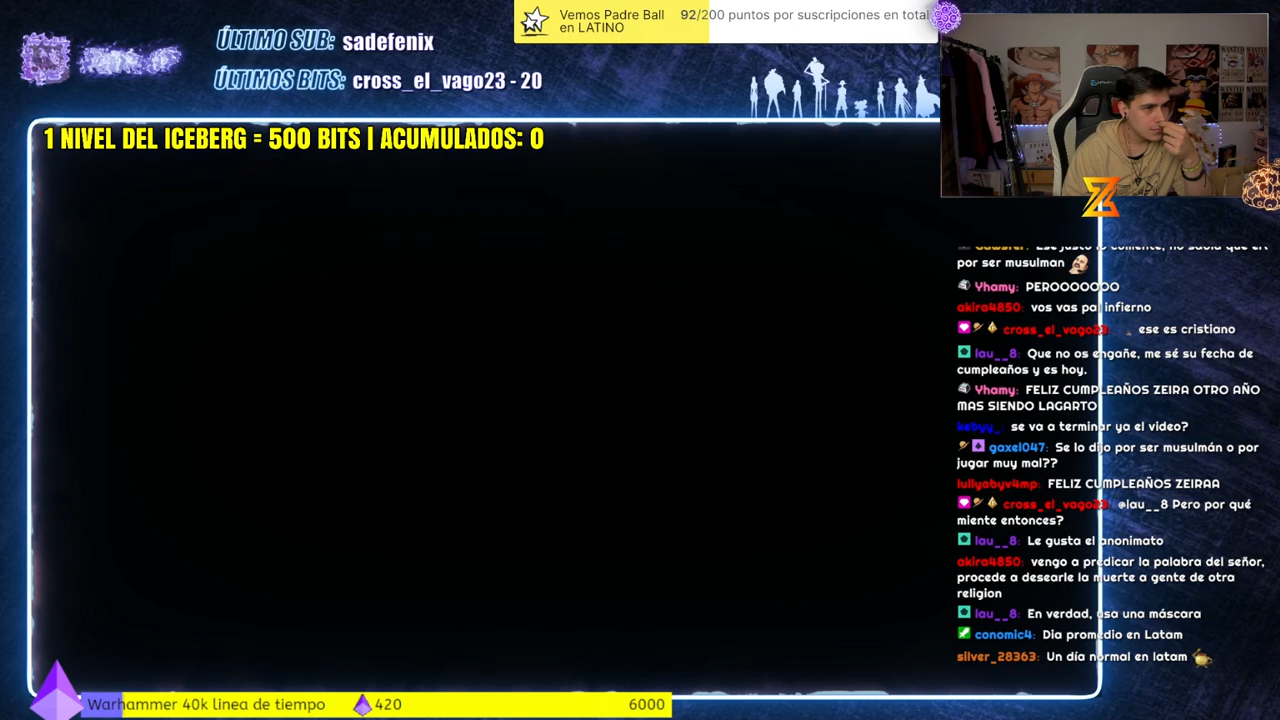 ÚLTIMO SUB: sadefenix
ÚLTIMOS BITS: cross_el_vago23 - 20
Vemos Padre Ball
en LATINO
92/200 puntos por suscripciones en total
1 NIVEL DEL ICEBERG = 500 BITS | ACUMULADOS: 0
por ser musulman
Yhamy: PEROOOOOOO
akira4850: vos vas pal infierno
cross_el_vago23: ese es cristiano
lau__8: Que no os engañe, me sé su fecha de
cumpleaños y es hoy.
Yhamy: FELIZ CUMPLEAÑOS ZEIRA OTRO AÑO
MAS SIENDO LAGARTO
kebyy_: se va a terminar ya el video?
gaxel047: Se lo dijo por ser musulmán o por
jugar muy mal??
lullyabyv4mp: FELIZ CUMPLEAÑOS ZEIRAA
cross_el_vago23: @lau__8 Pero por qué
miente entonces?
lau__8: Le gusta el anonimato
akira4850: vengo a predicar la palabra del señor,
procede a desearle la muerte a gente de otra
religion
lau__8: En verdad, usa una máscara
conomic4: Dia promedio en Latam
silver_28363: Un día normal en latam
Warhammer 40k linea de tiempo
420
6000